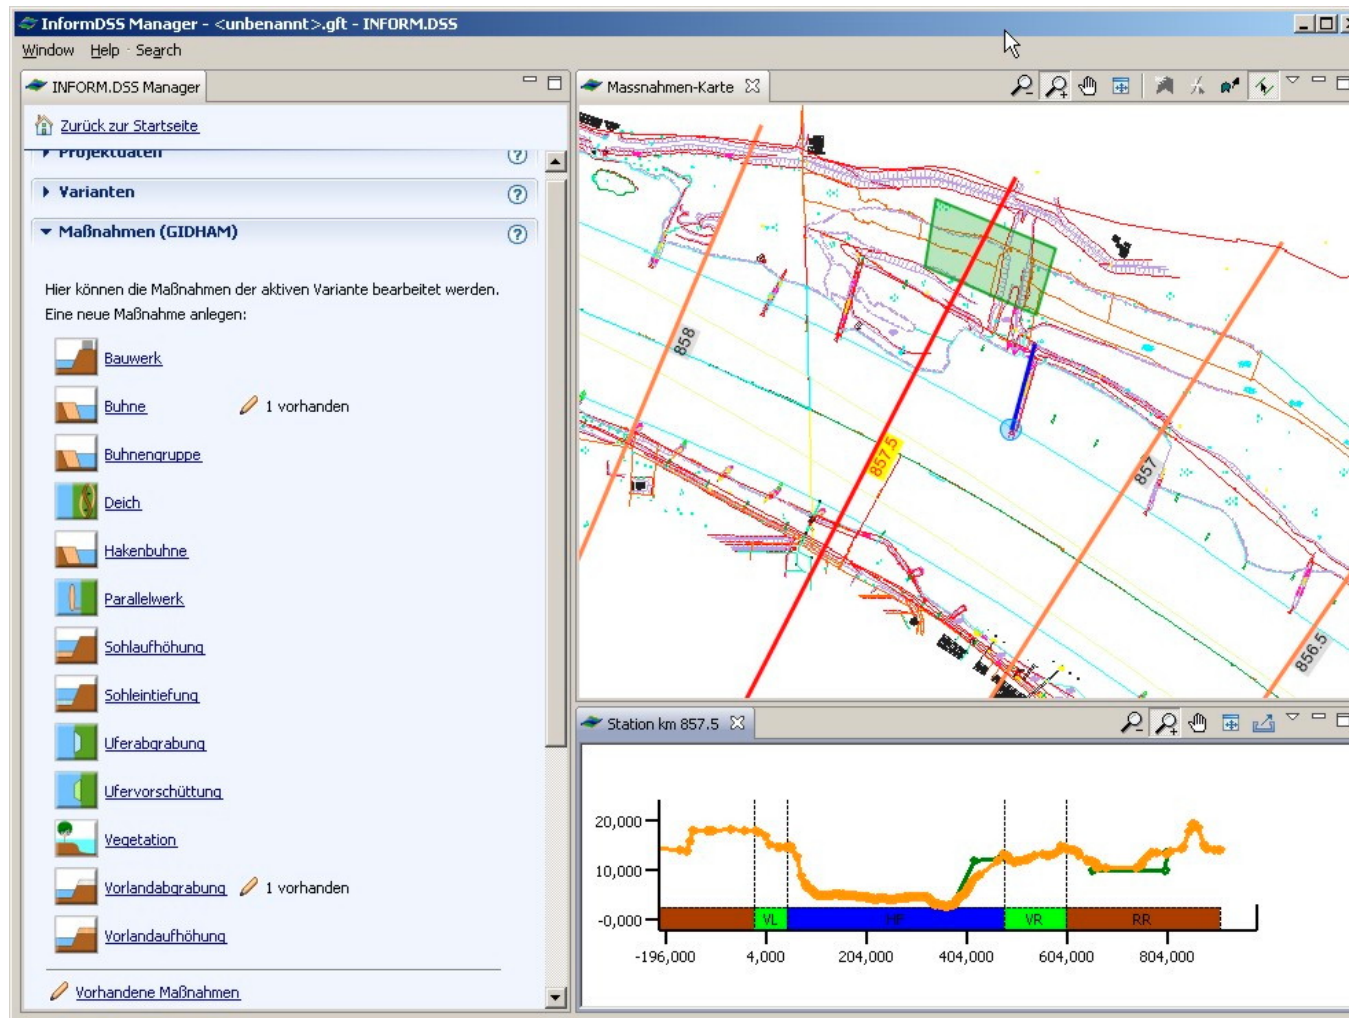 InformDSS Manager - <unbenannt>.gft - INFORM.DSS
Window Help Search
INFORM.DSS Manager
Zurück zur Startseite
Projektdaten
Varianten
Maßnahmen (GIDHAM)
Hier können die Maßnahmen der aktiven Variante bearbeitet werden.
Eine neue Maßnahme anlegen:
Bauwerk
Buhne 1 vorhanden
Buhnengruppe
Deich
Hakenbuhne
Parallelwerk
Sohlaufhöhung
Sohleintiefung
Uferabgrabung
Ufervorschüttung
Vegetation
Vorlandabgrabung 1 vorhanden
Vorlandaufhöhung
Vorhandene Maßnahmen
Massnahmen-Karte
858
857.5
857
856.5
Station km 857.5
20,000
10,000
-0,000
VL HF VR RR
-196,000 4,000 204,000 404,000 604,000 804,000